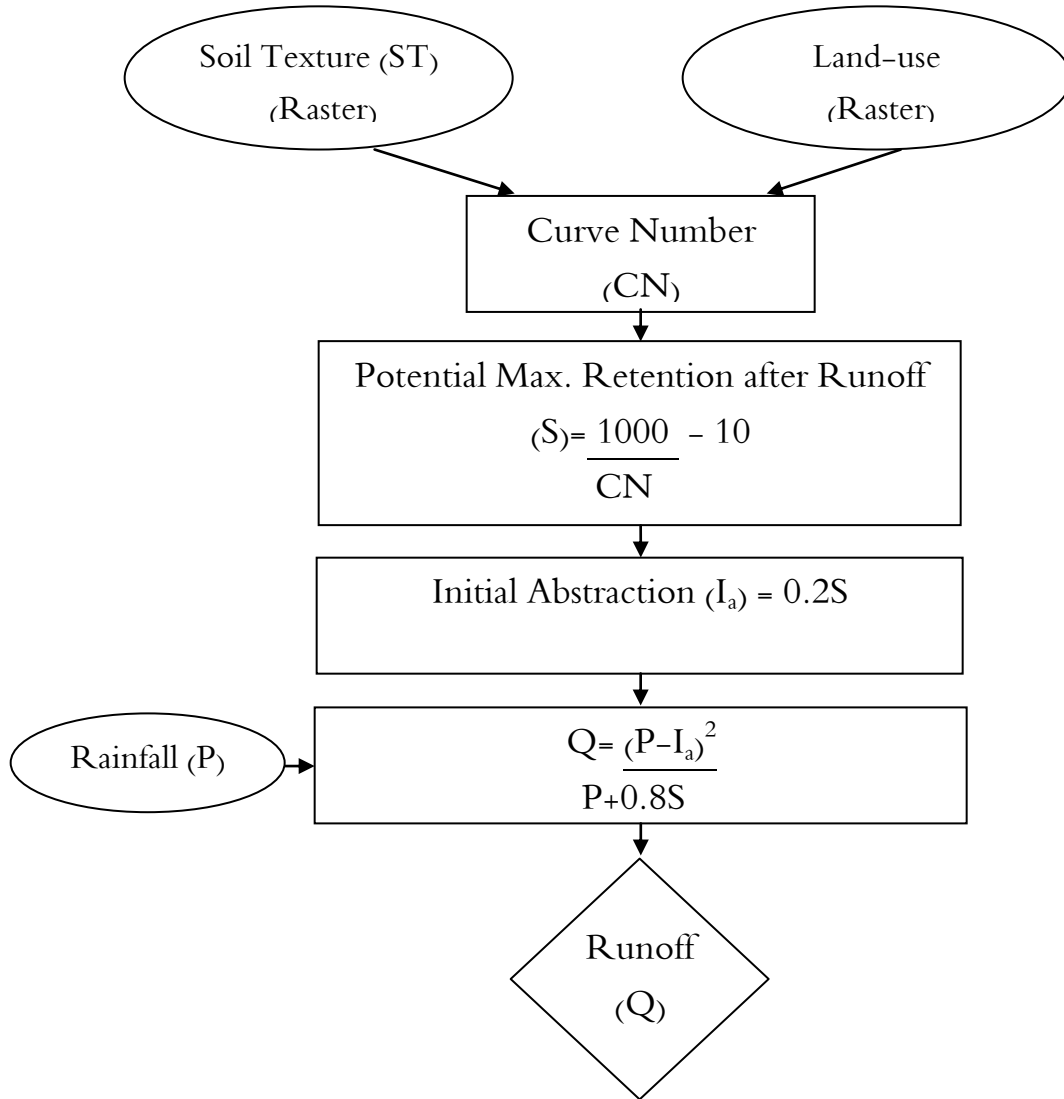 Soil Texture (ST)
(Raster)
Land-use
(Raster)
Curve Number
(CN)
Potential Max. Retention after Runoff
(S)= 1000 - 10
CN
Initial Abstraction (Iₐ) = 0.2S
Rainfall (P)
Q= (P-Iₐ)²
P+0.8S
Runoff
(Q)